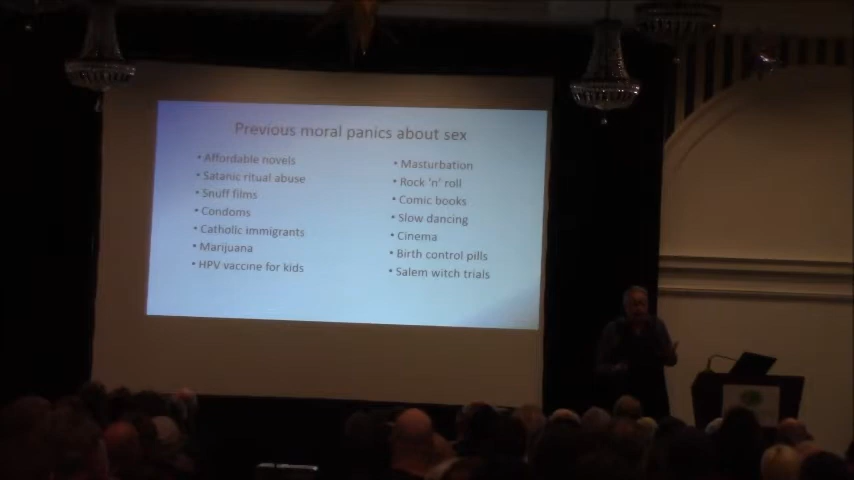 Previous moral panics about sex
• Affordable novels
• Satanic ritual abuse
• Snuff films
• Condoms
• Catholic immigrants
• Marijuana
• HPV vaccine for kids
• Masturbation
• Rock 'n' roll
• Comic books
• Slow dancing
• Cinema
• Birth control pills
• Salem witch trials